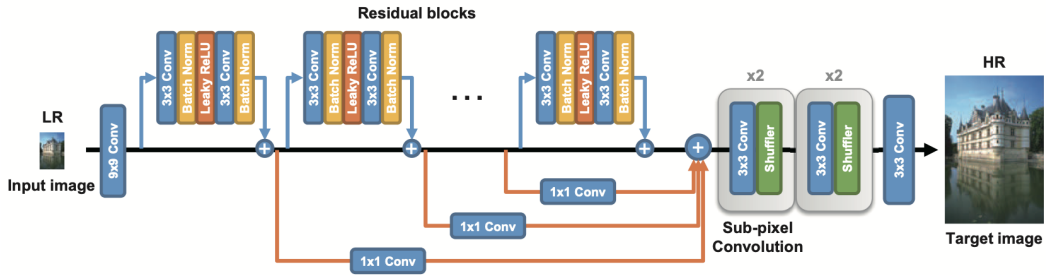 Residual blocks
LR
Input image
9x9 Conv
3x3 Conv
Batch Norm
Leaky ReLU
3x3 Conv
Batch Norm
+
3x3 Conv
Batch Norm
Leaky ReLU
3x3 Conv
Batch Norm
+
...
3x3 Conv
Batch Norm
Leaky ReLU
3x3 Conv
Batch Norm
+
+
1x1 Conv
1x1 Conv
1x1 Conv
x2
3x3 Conv
Shuffler
x2
3x3 Conv
Shuffler
Sub-pixel
Convolution
3x3 Conv
HR
Target image